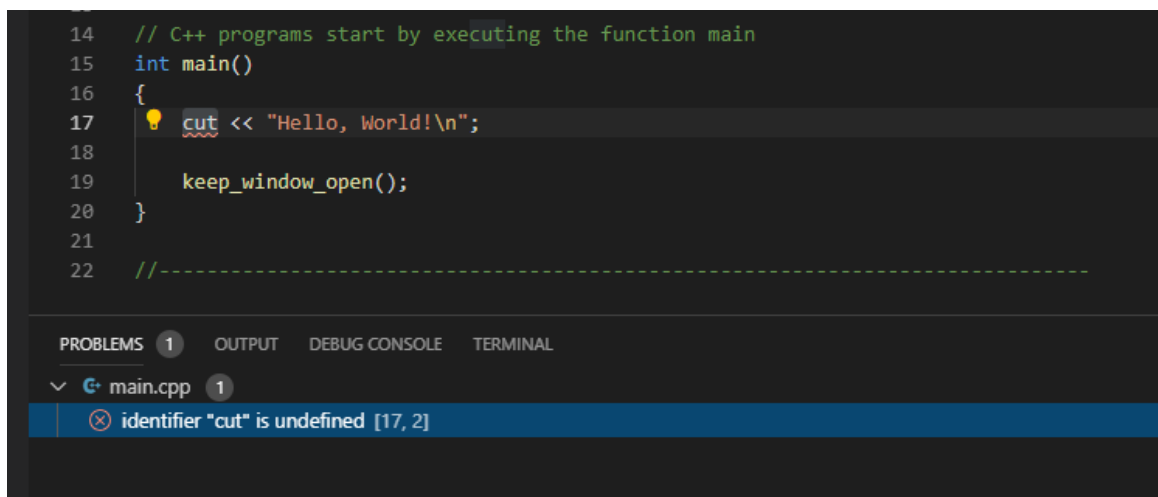 14 // C++ programs start by executing the function main
15 int main()
16 {
17 cut << "Hello, World!\n";
18
19 keep_window_open();
20 }
21
22 //---------------------------------------------------------------------------
PROBLEMS 1 OUTPUT DEBUG CONSOLE TERMINAL
main.cpp 1
identifier "cut" is undefined [17, 2]